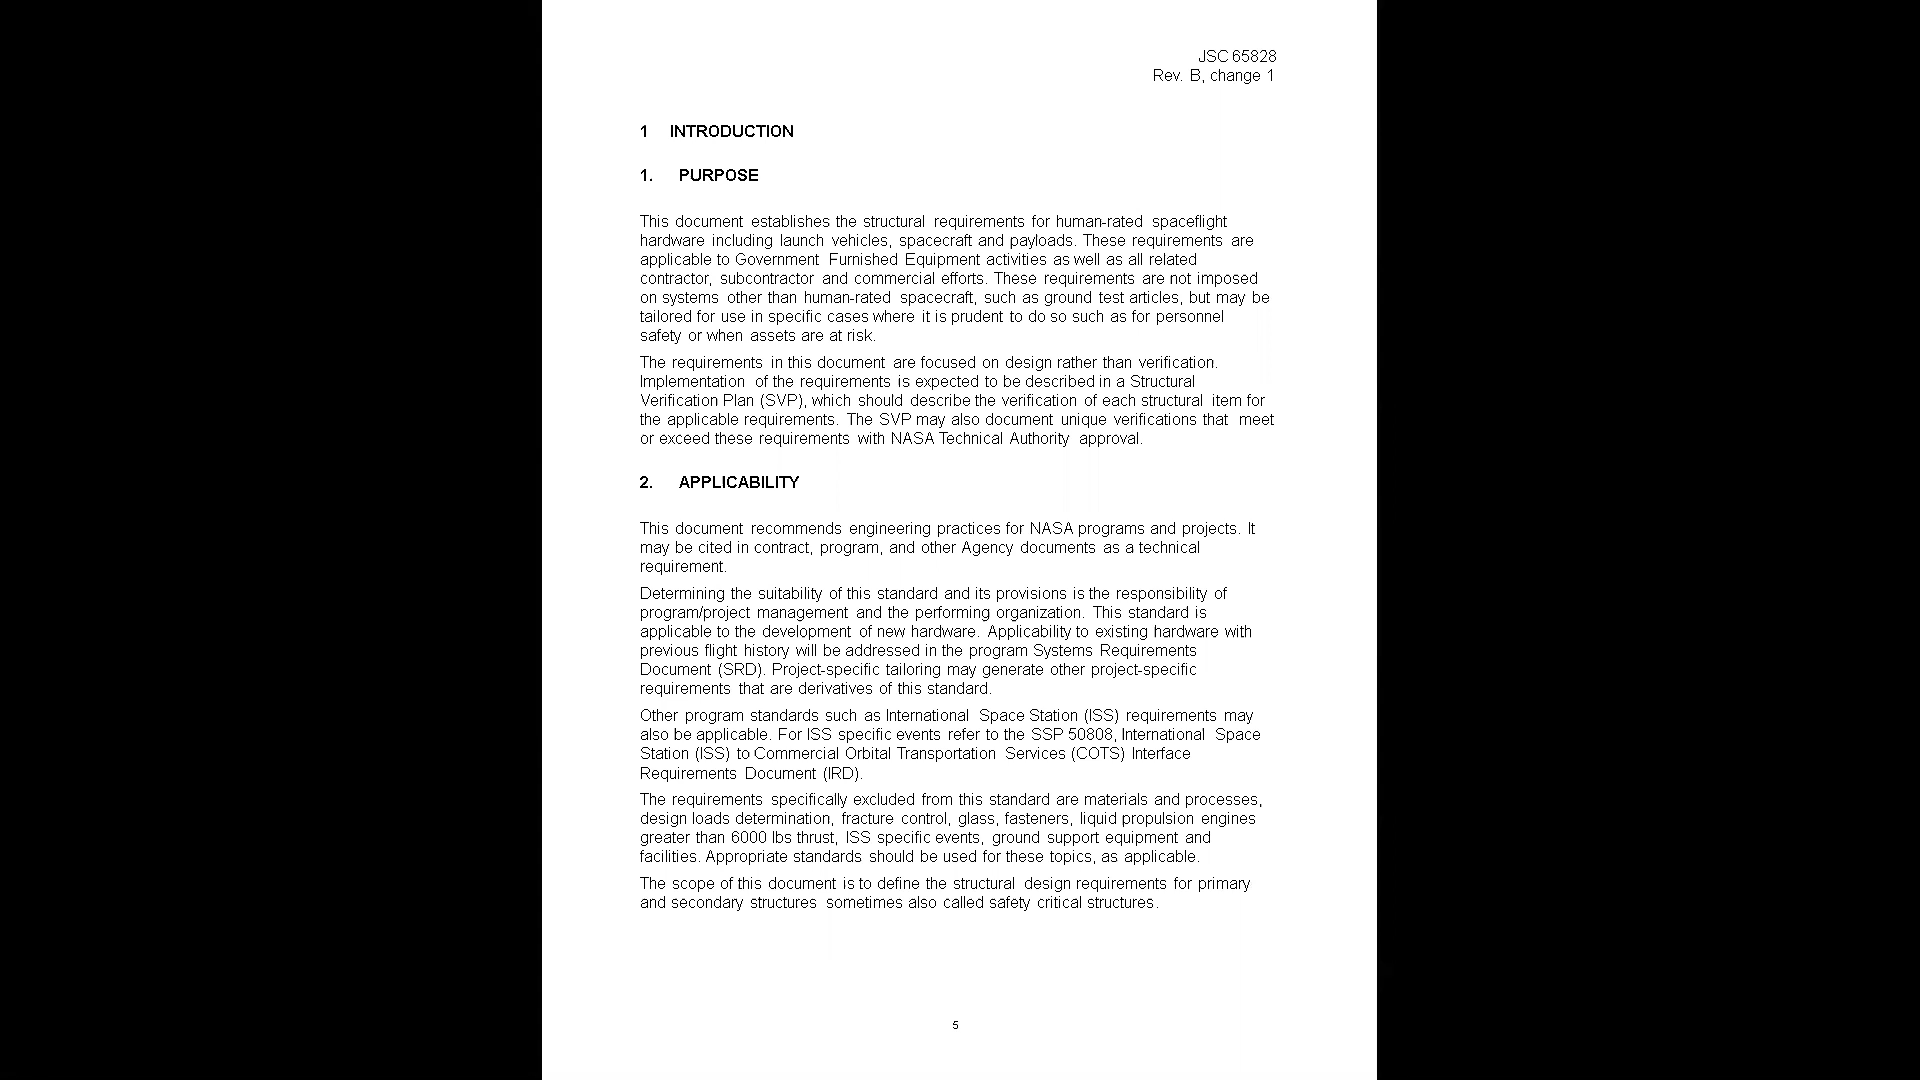 JSC 65828
Rev. B, change 1
1 INTRODUCTION
1. PURPOSE
This document establishes the structural requirements for human-rated spaceflight
hardware including launch vehicles, spacecraft and payloads. These requirements are
applicable to Government Furnished Equipment activities as well as all related
contractor, subcontractor and commercial efforts. These requirements are not imposed
on systems other than human-rated spacecraft, such as ground test articles, but may be
tailored for use in specific cases where it is prudent to do so such as for personnel
safety or when assets are at risk.
The requirements in this document are focused on design rather than verification.
Implementation of the requirements is expected to be described in a Structural
Verification Plan (SVP), which should describe the verification of each structural item for
the applicable requirements. The SVP may also document unique verifications that meet
or exceed these requirements with NASA Technical Authority approval.
2. APPLICABILITY
This document recommends engineering practices for NASA programs and projects. It
may be cited in contract, program, and other Agency documents as a technical
requirement.
Determining the suitability of this standard and its provisions is the responsibility of
program/project management and the performing organization. This standard is
applicable to the development of new hardware. Applicability to existing hardware with
previous flight history will be addressed in the program Systems Requirements
Document (SRD). Project-specific tailoring may generate other project-specific
requirements that are derivatives of this standard.
Other program standards such as International Space Station (ISS) requirements may
also be applicable. For ISS specific events refer to the SSP 50808, International Space
Station (ISS) to Commercial Orbital Transportation Services (COTS) Interface
Requirements Document (IRD).
The requirements specifically excluded from this standard are materials and processes,
design loads determination, fracture control, glass, fasteners, liquid propulsion engines
greater than 6000 lbs thrust, ISS specific events, ground support equipment and
facilities. Appropriate standards should be used for these topics, as applicable.
The scope of this document is to define the structural design requirements for primary
and secondary structures sometimes also called safety critical structures.
5